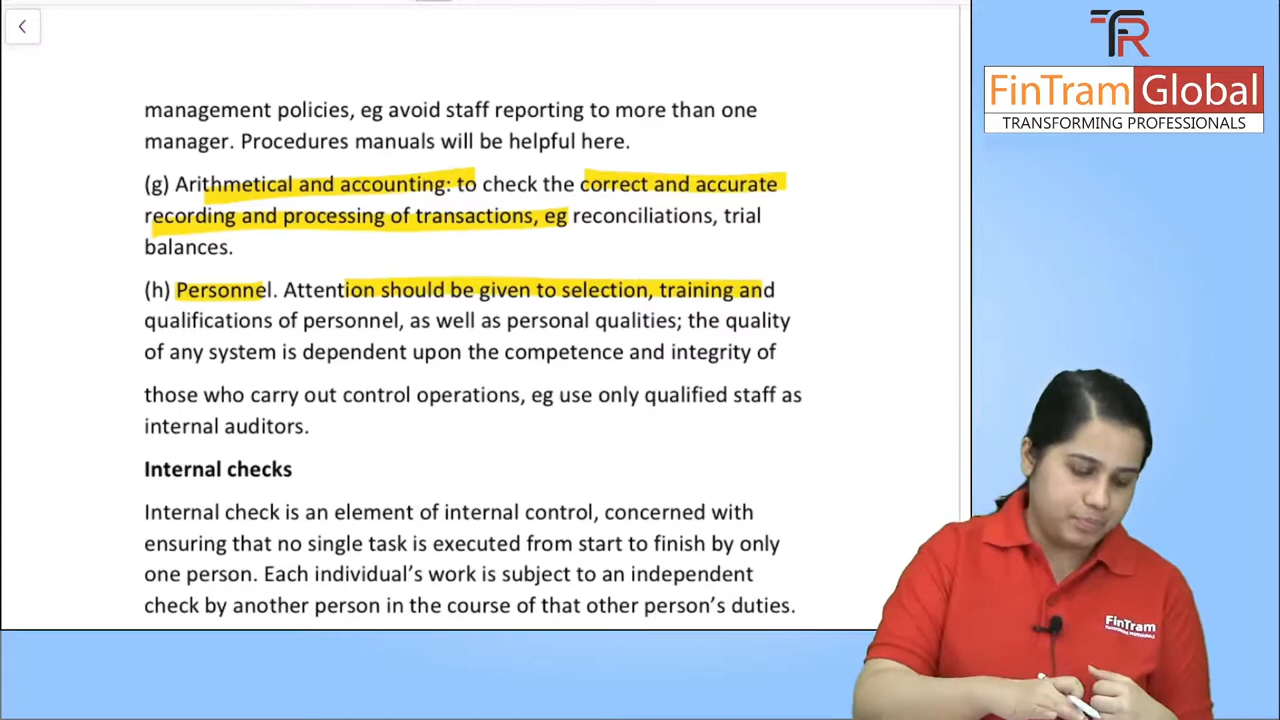 management policies, eg avoid staff reporting to more than one
manager. Procedures manuals will be helpful here.
(g) Arithmetical and accounting: to check the correct and accurate
recording and processing of transactions, eg reconciliations, trial
balances.
(h) Personnel. Attention should be given to selection, training and
qualifications of personnel, as well as personal qualities; the quality
of any system is dependent upon the competence and integrity of
those who carry out control operations, eg use only qualified staff as
internal auditors.
Internal checks
Internal check is an element of internal control, concerned with
ensuring that no single task is executed from start to finish by only
one person. Each individual’s work is subject to an independent
check by another person in the course of that other person’s duties.
FinTram Global
TRANSFORMING PROFESSIONALS
FinTram